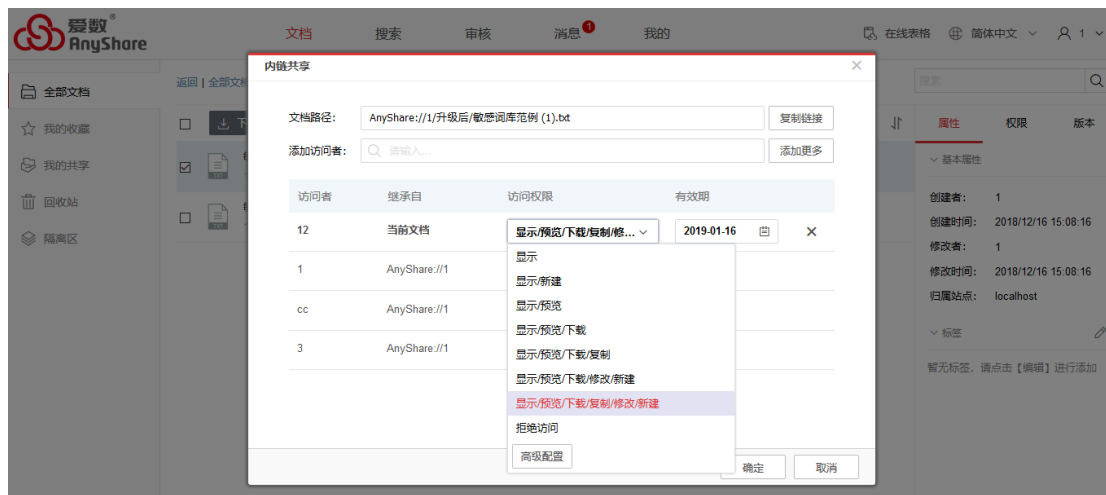 爱数®
AnyShare
文档 搜索 审核 消息 1 我的 在线表格 简体中文 1
全部文档
我的收藏
我的共享
回收站
隔离区
返回 | 全部文档
内链共享
文档路径: AnyShare://1/升级后/敏感词库范例 (1).txt 复制链接
添加访问者: 请输入... 添加更多
访问者 继承自 访问权限 有效期
12 当前文档 显示/预览/下载/复制/修... 2019-01-16
1 AnyShare://1
cc AnyShare://1
3 AnyShare://1
显示
显示/新建
显示/预览
显示/预览/下载
显示/预览/下载/复制
显示/预览/下载/修改/新建
显示/预览/下载/复制/修改/新建
拒绝访问
高级配置
确定 取消
搜索
属性 权限 版本
基本属性
创建者: 1
创建时间: 2018/12/16 15:08:16
修改者: 1
修改时间: 2018/12/16 15:08:16
归属站点: localhost
标签
暂无标签，请点击【编辑】进行添加